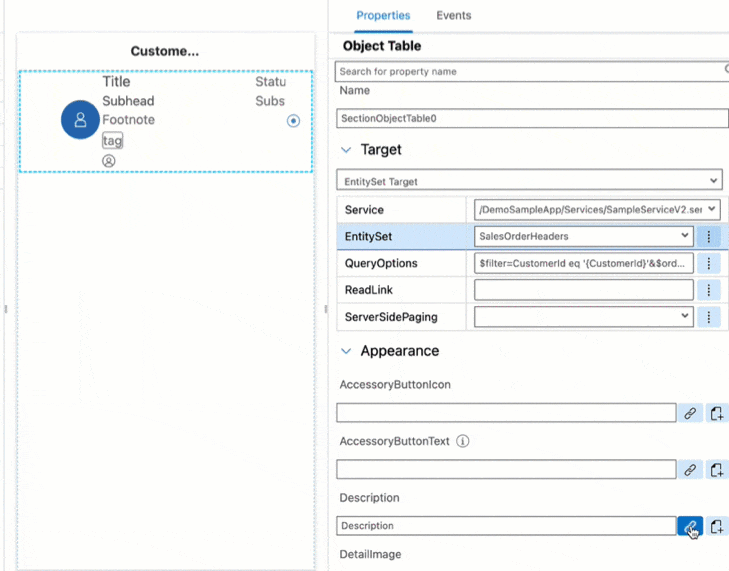 Properties
Events
Custome...
Title
Statu
Subhead
Subs
Footnote
tag
Object Table
Search for property name
Name
SectionObjectTable0
Target
EntitySet Target
Service
/DemoSampleApp/Services/SampleServiceV2.ser
EntitySet
SalesOrderHeaders
QueryOptions
$filter=CustomerId eq '{CustomerId}'&$ord...
ReadLink
ServerSidePaging
Appearance
AccessoryButtonIcon
AccessoryButtonText
Description
Description
DetailImage